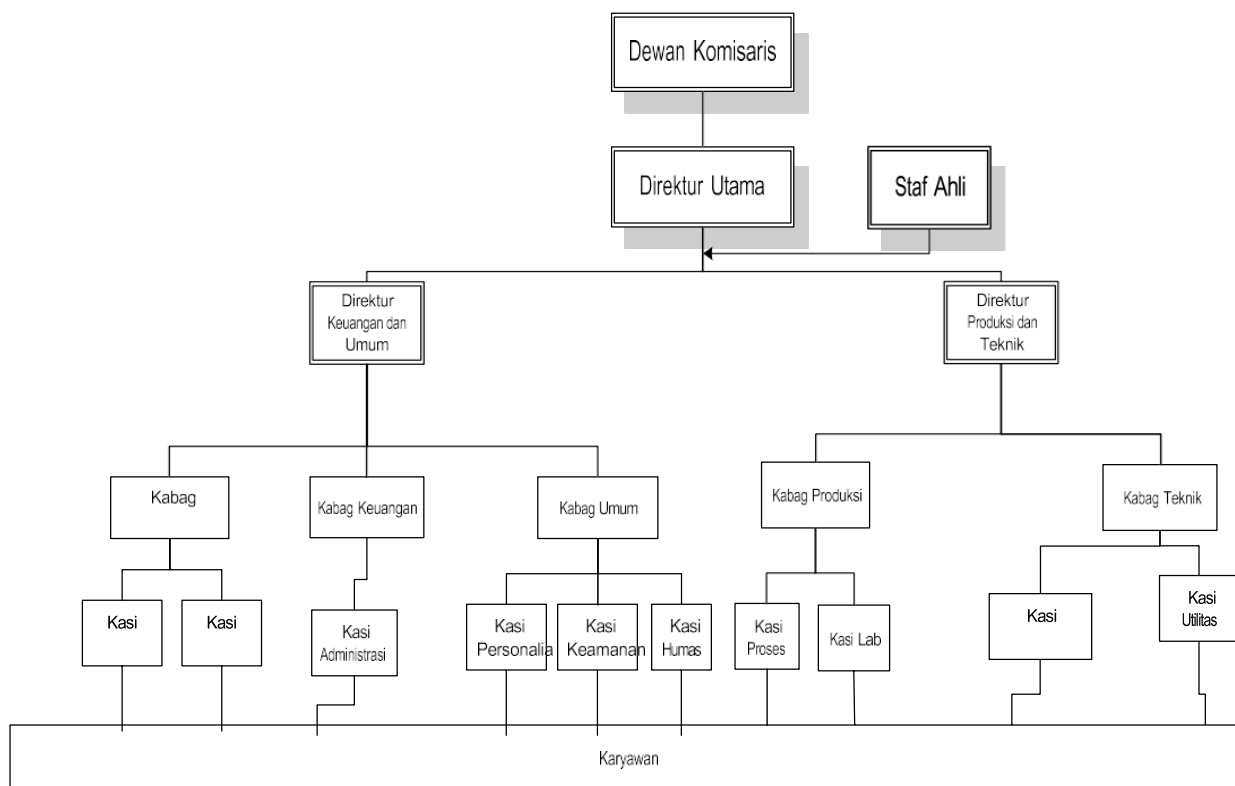 Dewan Komisaris
Direktur Utama
Staf Ahli
Direktur
Keuangan dan
Umum
Direktur
Produksi dan
Teknik
Kabag
Kabag Keuangan
Kabag Umum
Kabag Produksi
Kabag Teknik
Kasi
Kasi
Kasi
Administrasi
Kasi
Personalia
Kasi
Keamanan
Kasi
Humas
Kasi
Proses
Kasi Lab
Kasi
Kasi
Utilitas
Karyawan